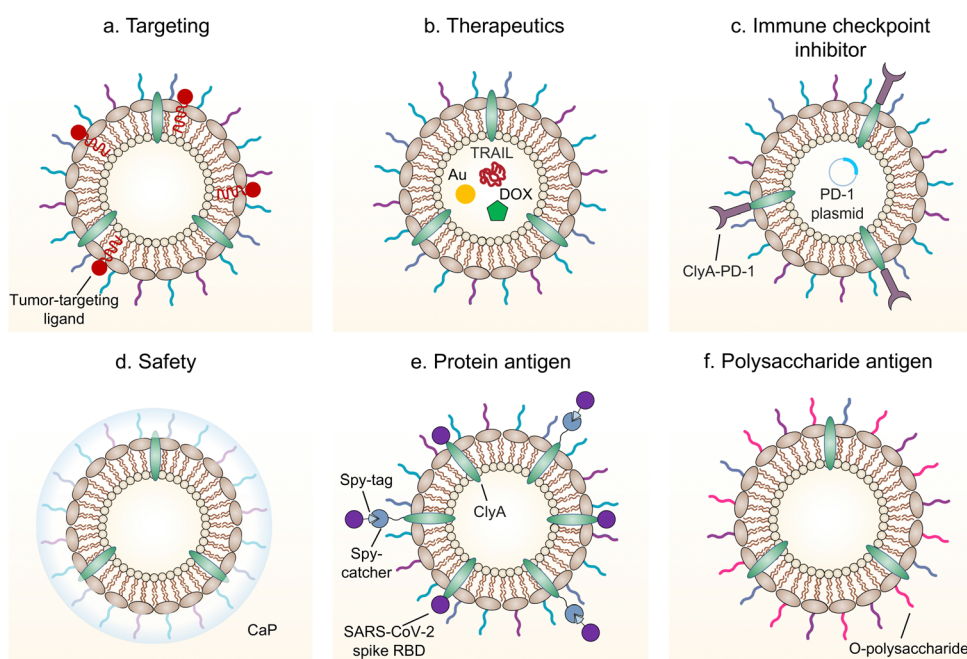 a. Targeting
Tumor-targeting
ligand
b. Therapeutics
TRAIL
Au
DOX
c. Immune checkpoint
inhibitor
PD-1
plasmid
ClyA-PD-1
d. Safety
CaP
e. Protein antigen
Spy-tag
ClyA
Spy-
catcher
SARS-CoV-2
spike RBD
f. Polysaccharide antigen
O-polysaccharide